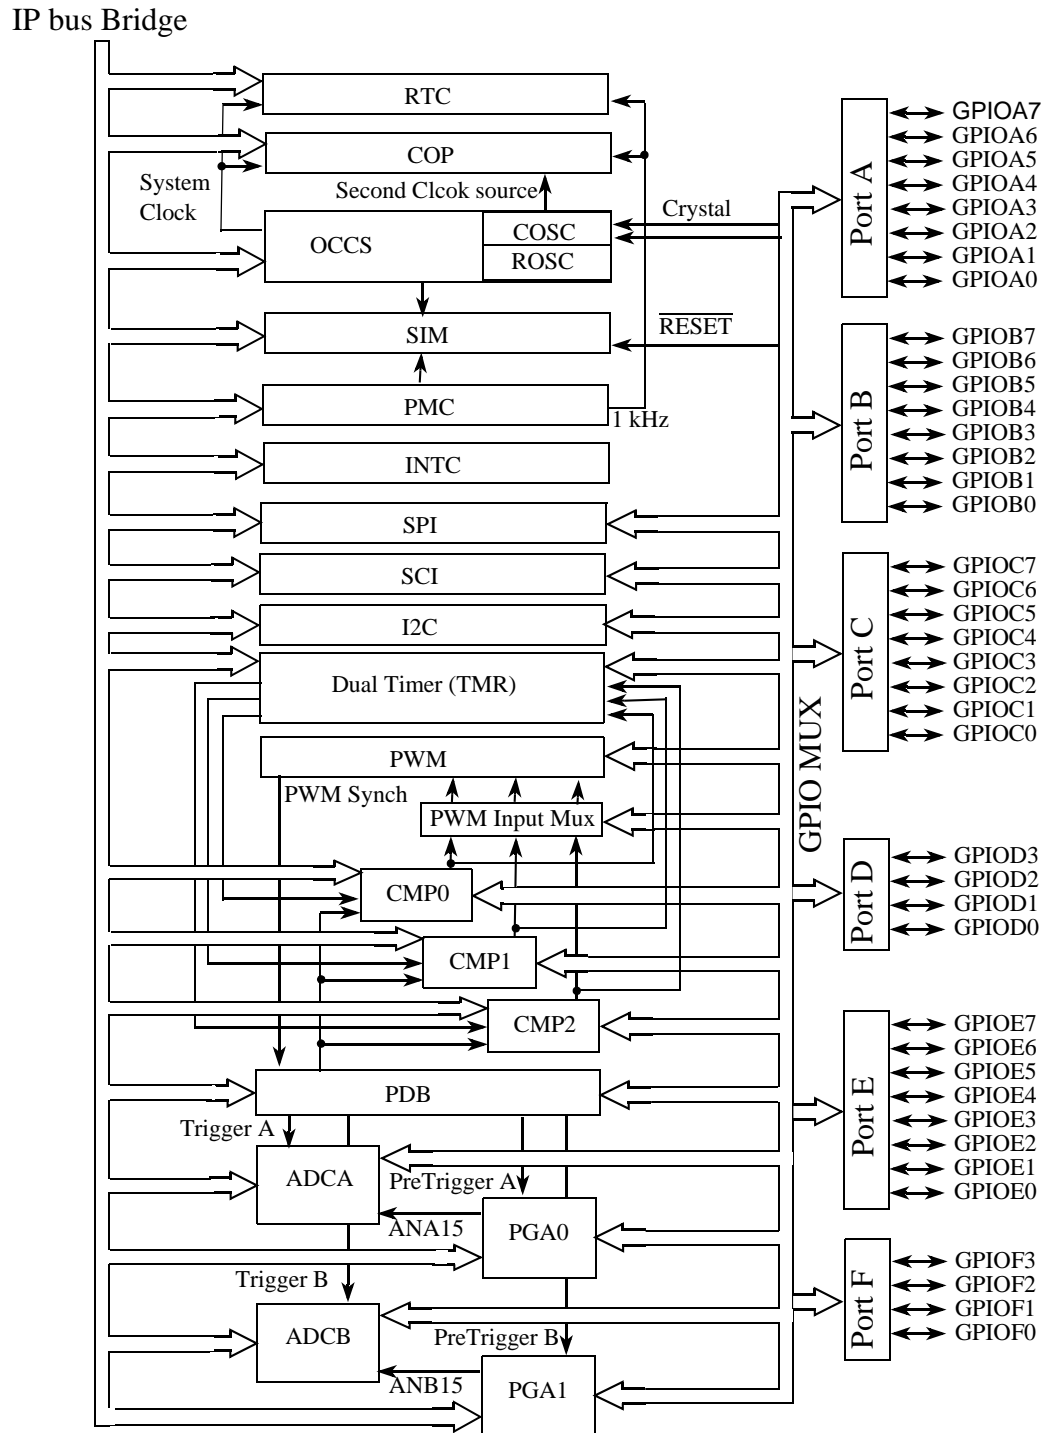 IP bus Bridge
RTC
COP
System
Clock
Second Clcok source
OCCS
COSC
ROSC
Crystal
SIM
RESET
PMC
1 kHz
INTC
SPI
SCI
I2C
Dual Timer (TMR)
PWM
PWM Synch
PWM Input Mux
CMP0
CMP1
CMP2
PDB
Trigger A
ADCA
PreTrigger A
ANA15
PGA0
Trigger B
ADCB
PreTrigger B
ANB15
PGA1
GPIO MUX
Port A
GPIOA7
GPIOA6
GPIOA5
GPIOA4
GPIOA3
GPIOA2
GPIOA1
GPIOA0
Port B
GPIOB7
GPIOB6
GPIOB5
GPIOB4
GPIOB3
GPIOB2
GPIOB1
GPIOB0
Port C
GPIOC7
GPIOC6
GPIOC5
GPIOC4
GPIOC3
GPIOC2
GPIOC1
GPIOC0
Port D
GPIOD3
GPIOD2
GPIOD1
GPIOD0
Port E
GPIOE7
GPIOE6
GPIOE5
GPIOE4
GPIOE3
GPIOE2
GPIOE1
GPIOE0
Port F
GPIOF3
GPIOF2
GPIOF1
GPIOF0